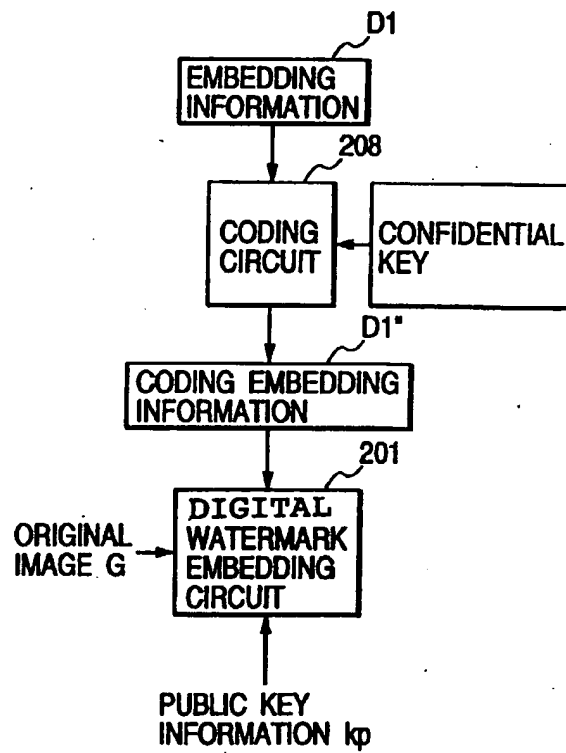 D1
EMBEDDING
INFORMATION
208
CODING
CIRCUIT
CONFIDENTIAL
KEY
D1"
CODING EMBEDDING
INFORMATION
201
DIGITAL
WATERMARK
EMBEDDING
CIRCUIT
ORIGINAL
IMAGE G
PUBLIC KEY
INFORMATION kp